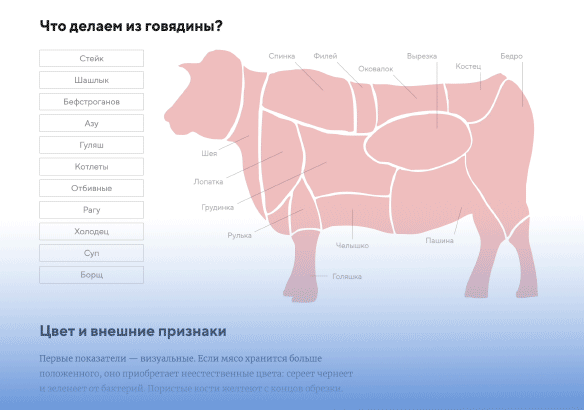 Что делаем из говядины?
Стейк
Шашлык
Бефстроганов
Азу
Гуляш
Котлеты
Отбивные
Рагу
Холодец
Суп
Борщ
Спинка
Филей
Оковалок
Вырезка
Костец
Бедро
Шея
Лопатка
Грудинка
Рулька
Челышко
Пашина
Голяшка
Цвет и внешние признаки
Первые показатели — визуальные. Если мясо хранится больше
положенного, оно приобретает неестественные цвета: сереет чернеет
и зеленеет от бактерий. Пористые кости желтеют с концов обрезки.